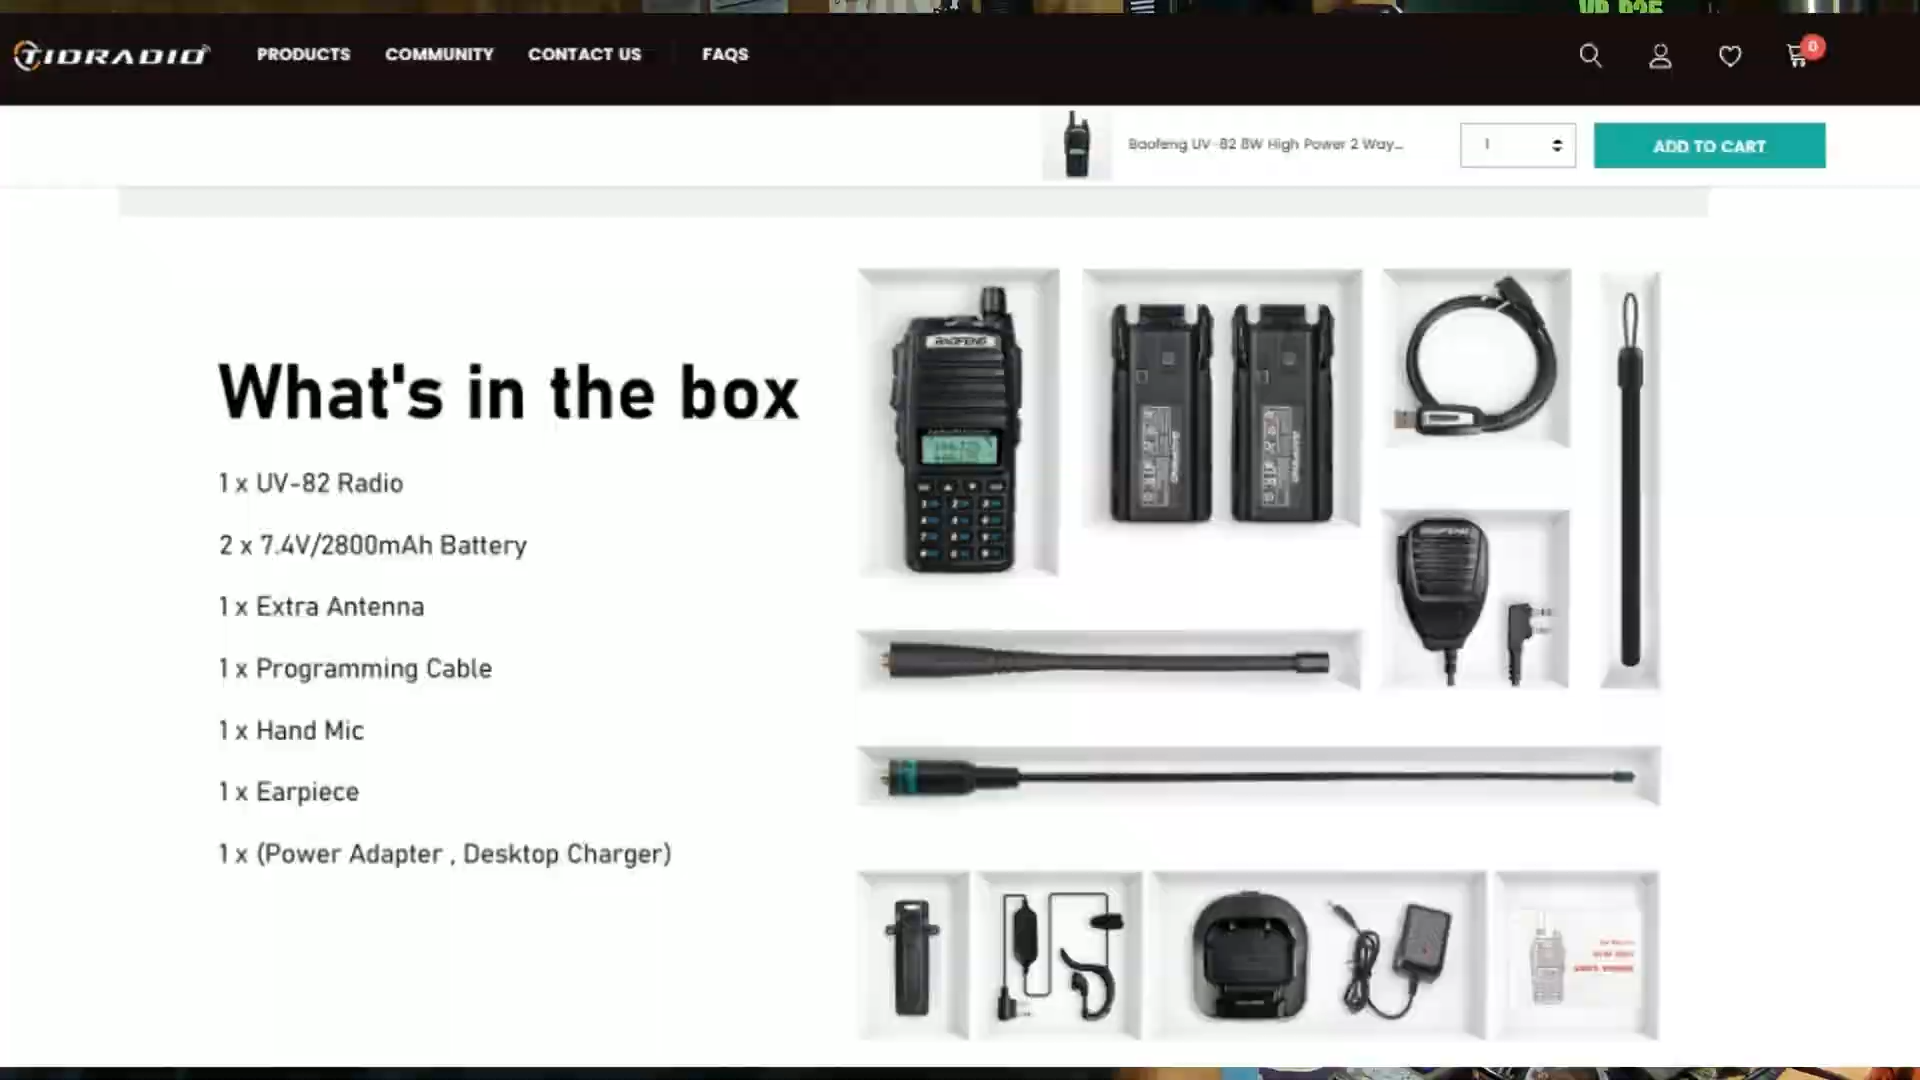 TIDRADIO
PRODUCTS COMMUNITY CONTACT US FAQS
0
Baofeng UV-82 8W High Power 2 Way...
1
ADD TO CART
BAOFENG
What's in the box
1 x UV-82 Radio
2 x 7.4V/2800mAh Battery
1 x Extra Antenna
1 x Programming Cable
1 x Hand Mic
1 x Earpiece
1 x (Power Adapter , Desktop Charger)